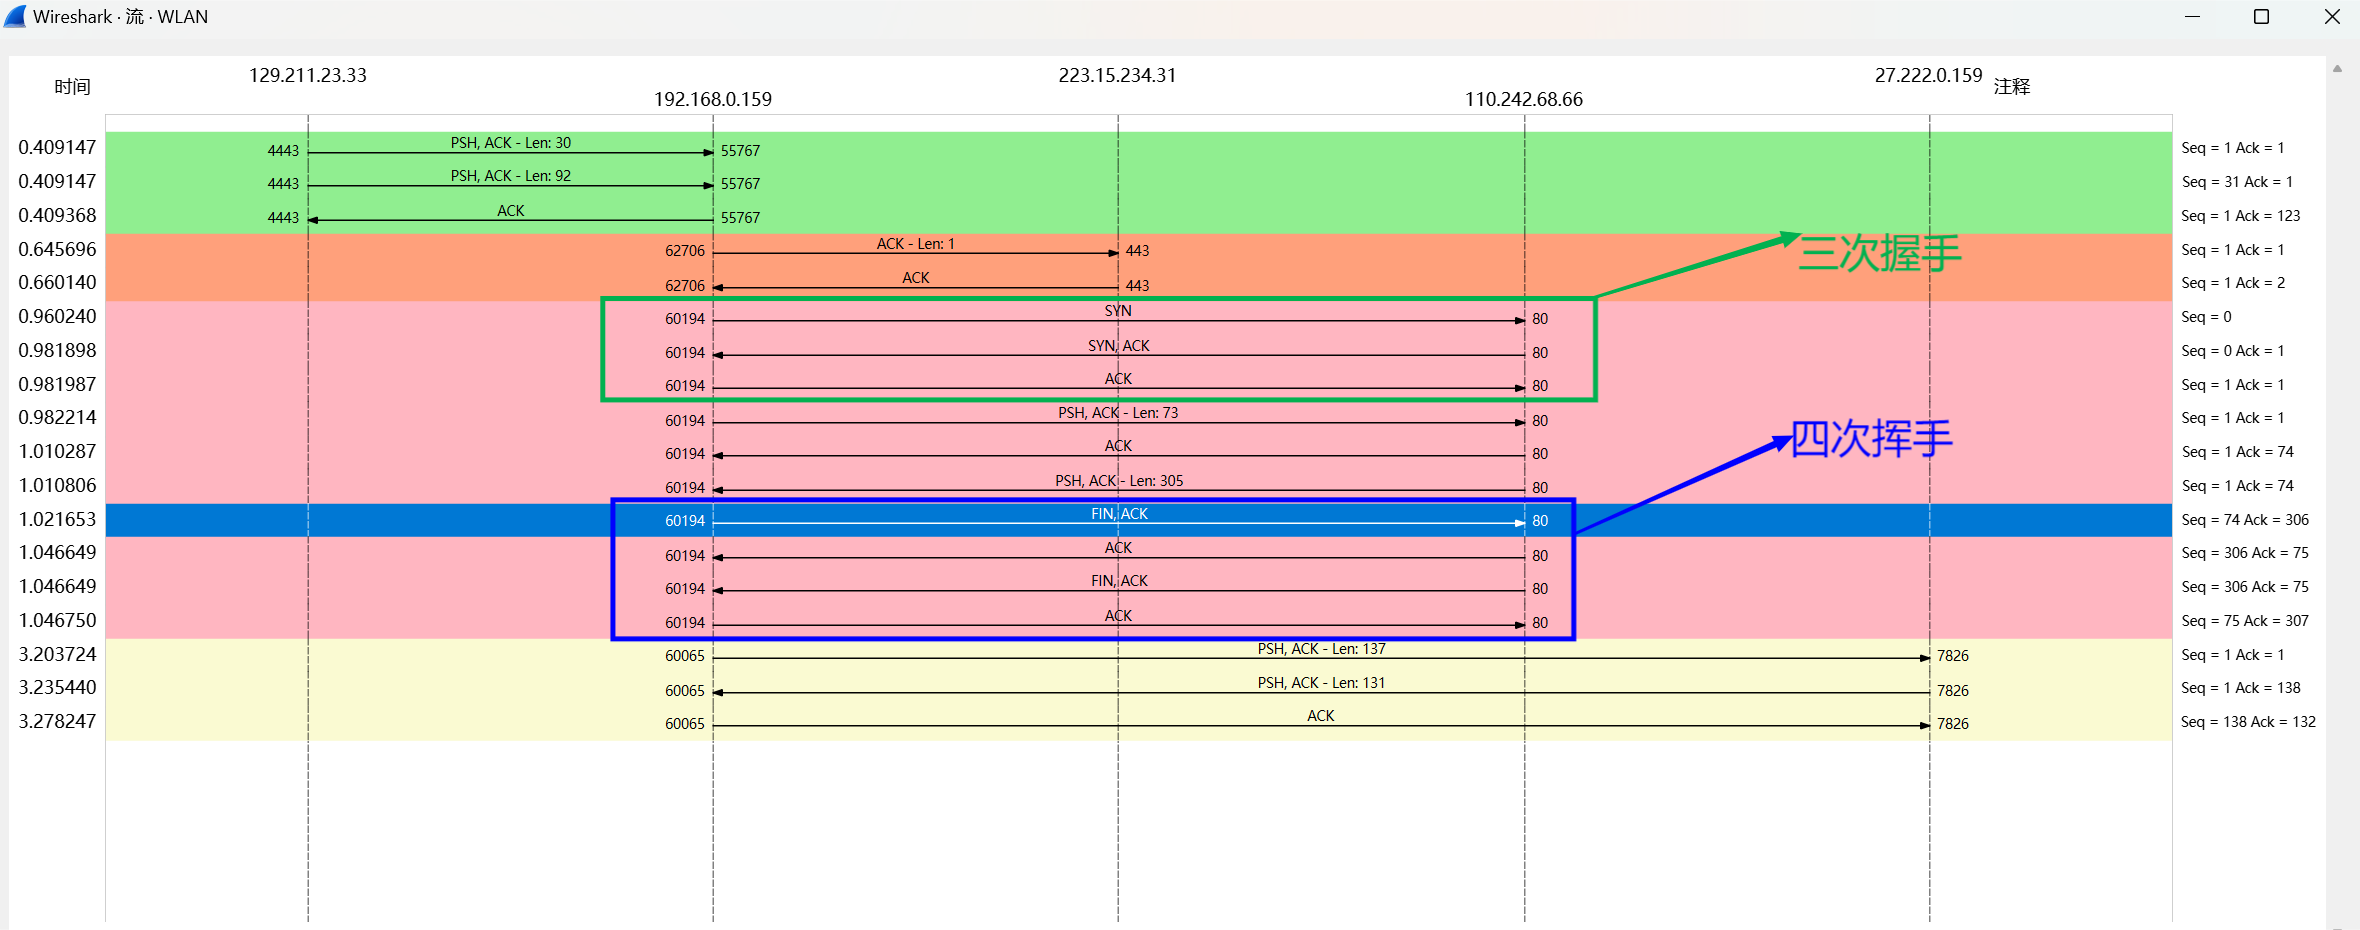 Wireshark · 流 · WLAN
129.211.23.33 223.15.234.31 27.222.0.159
时间 192.168.0.159 110.242.68.66 注释
0.409147 4443 PSH, ACK - Len: 30 55767 Seq = 1 Ack = 1
0.409147 4443 PSH, ACK - Len: 92 55767 Seq = 31 Ack = 1
0.409368 4443 ACK 55767 Seq = 1 Ack = 123
0.645696 62706 ACK - Len: 1 443 三次握手 Seq = 1 Ack = 1
0.660140 62706 ACK 443 Seq = 1 Ack = 2
0.960240 60194 SYN 80 Seq = 0
0.981898 60194 SYN, ACK 80 Seq = 0 Ack = 1
0.981987 60194 ACK 80 Seq = 1 Ack = 1
0.982214 60194 PSH, ACK - Len: 73 80 Seq = 1 Ack = 1
四次挥手
1.010287 60194 ACK 80 Seq = 1 Ack = 74
1.010806 60194 PSH, ACK - Len: 305 80 Seq = 1 Ack = 74
1.021653 60194 FIN, ACK 80 Seq = 74 Ack = 306
1.046649 60194 ACK 80 Seq = 306 Ack = 75
1.046649 60194 FIN, ACK 80 Seq = 306 Ack = 75
1.046750 60194 ACK 80 Seq = 75 Ack = 307
3.203724 60065 PSH, ACK - Len: 137 7826 Seq = 1 Ack = 1
3.235440 60065 PSH, ACK - Len: 131 7826 Seq = 1 Ack = 138
3.278247 60065 ACK 7826 Seq = 138 Ack = 132